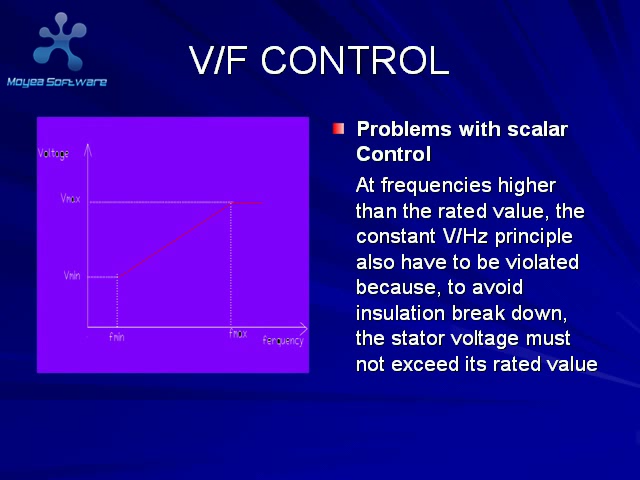 Moyea Software
V/F CONTROL
Problems with scalar
Control
At frequencies higher
than the rated value, the
constant V/Hz principle
also have to be violated
because, to avoid
insulation break down,
the stator voltage must
not exceed its rated value
Voltage
Vmax
Vmin
fmin
fmax
ferquency